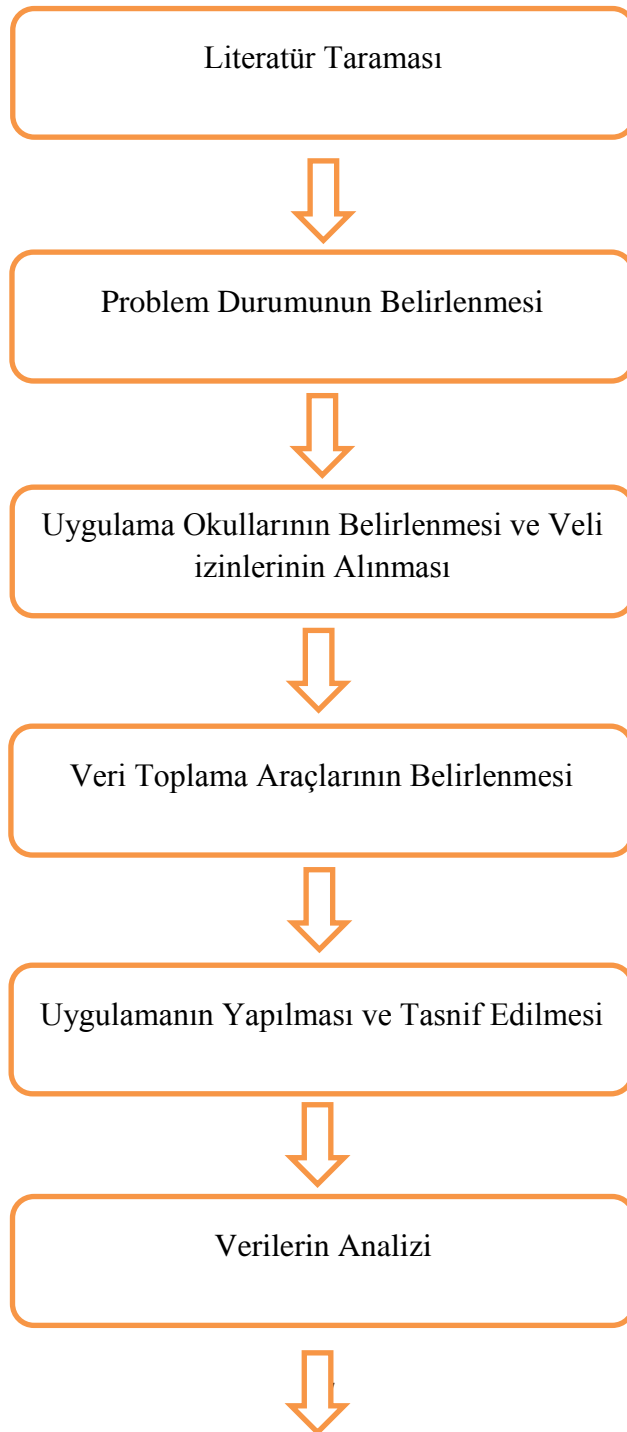 Literatür Taraması
Problem Durumunun Belirlenmesi
Uygulama Okullarının Belirlenmesi ve Veli
izinlerinin Alınması
Veri Toplama Araçlarının Belirlenmesi
Uygulamanın Yapılması ve Tasnif Edilmesi
Verilerin Analizi